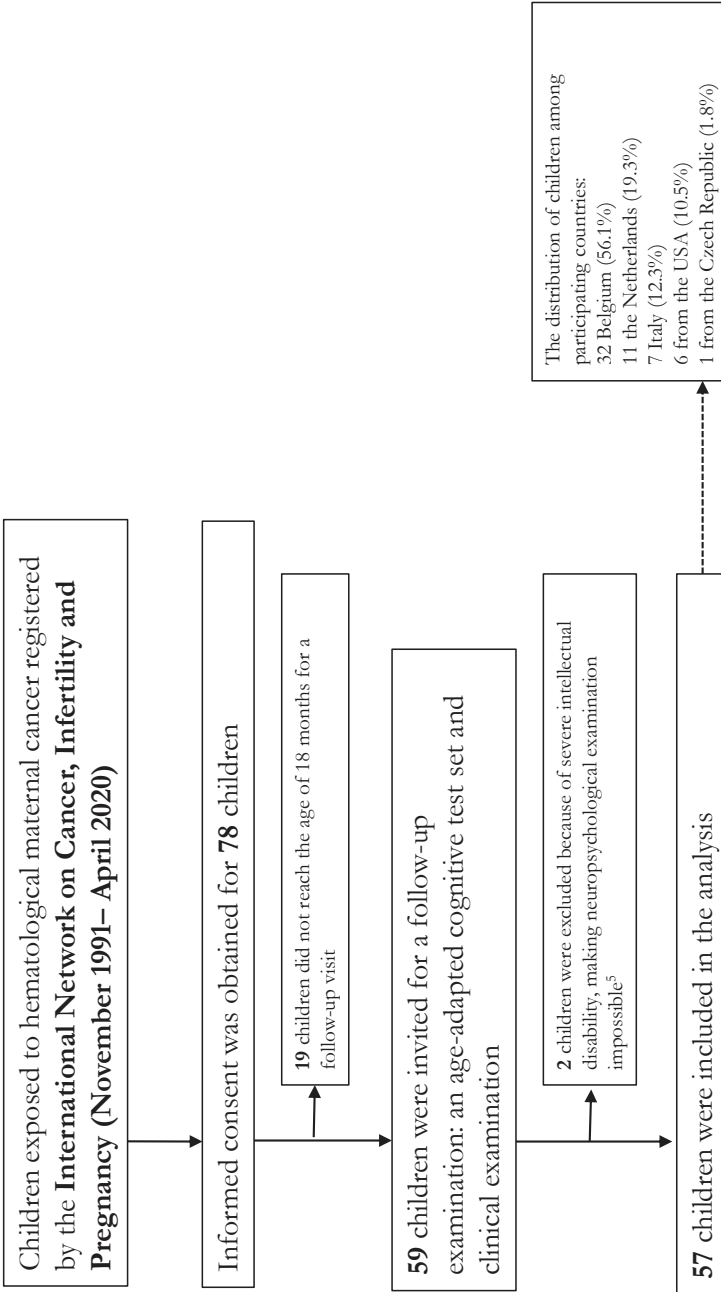 Children exposed to hematological maternal cancer registered
by the International Network on Cancer, Infertility and
Pregnancy (November 1991– April 2020)
Informed consent was obtained for 78 children
19 children did not reach the age of 18 months for a
follow-up visit
59 children were invited for a follow-up
examination: an age-adapted cognitive test set and
clinical examination
2 children were excluded because of severe intellectual
disability, making neuropsychological examination
impossible⁵
57 children were included in the analysis
The distribution of children among
participating countries:
32 Belgium (56.1%)
11 the Netherlands (19.3%)
7 Italy (12.3%)
6 from the USA (10.5%)
1 from the Czech Republic (1.8%)